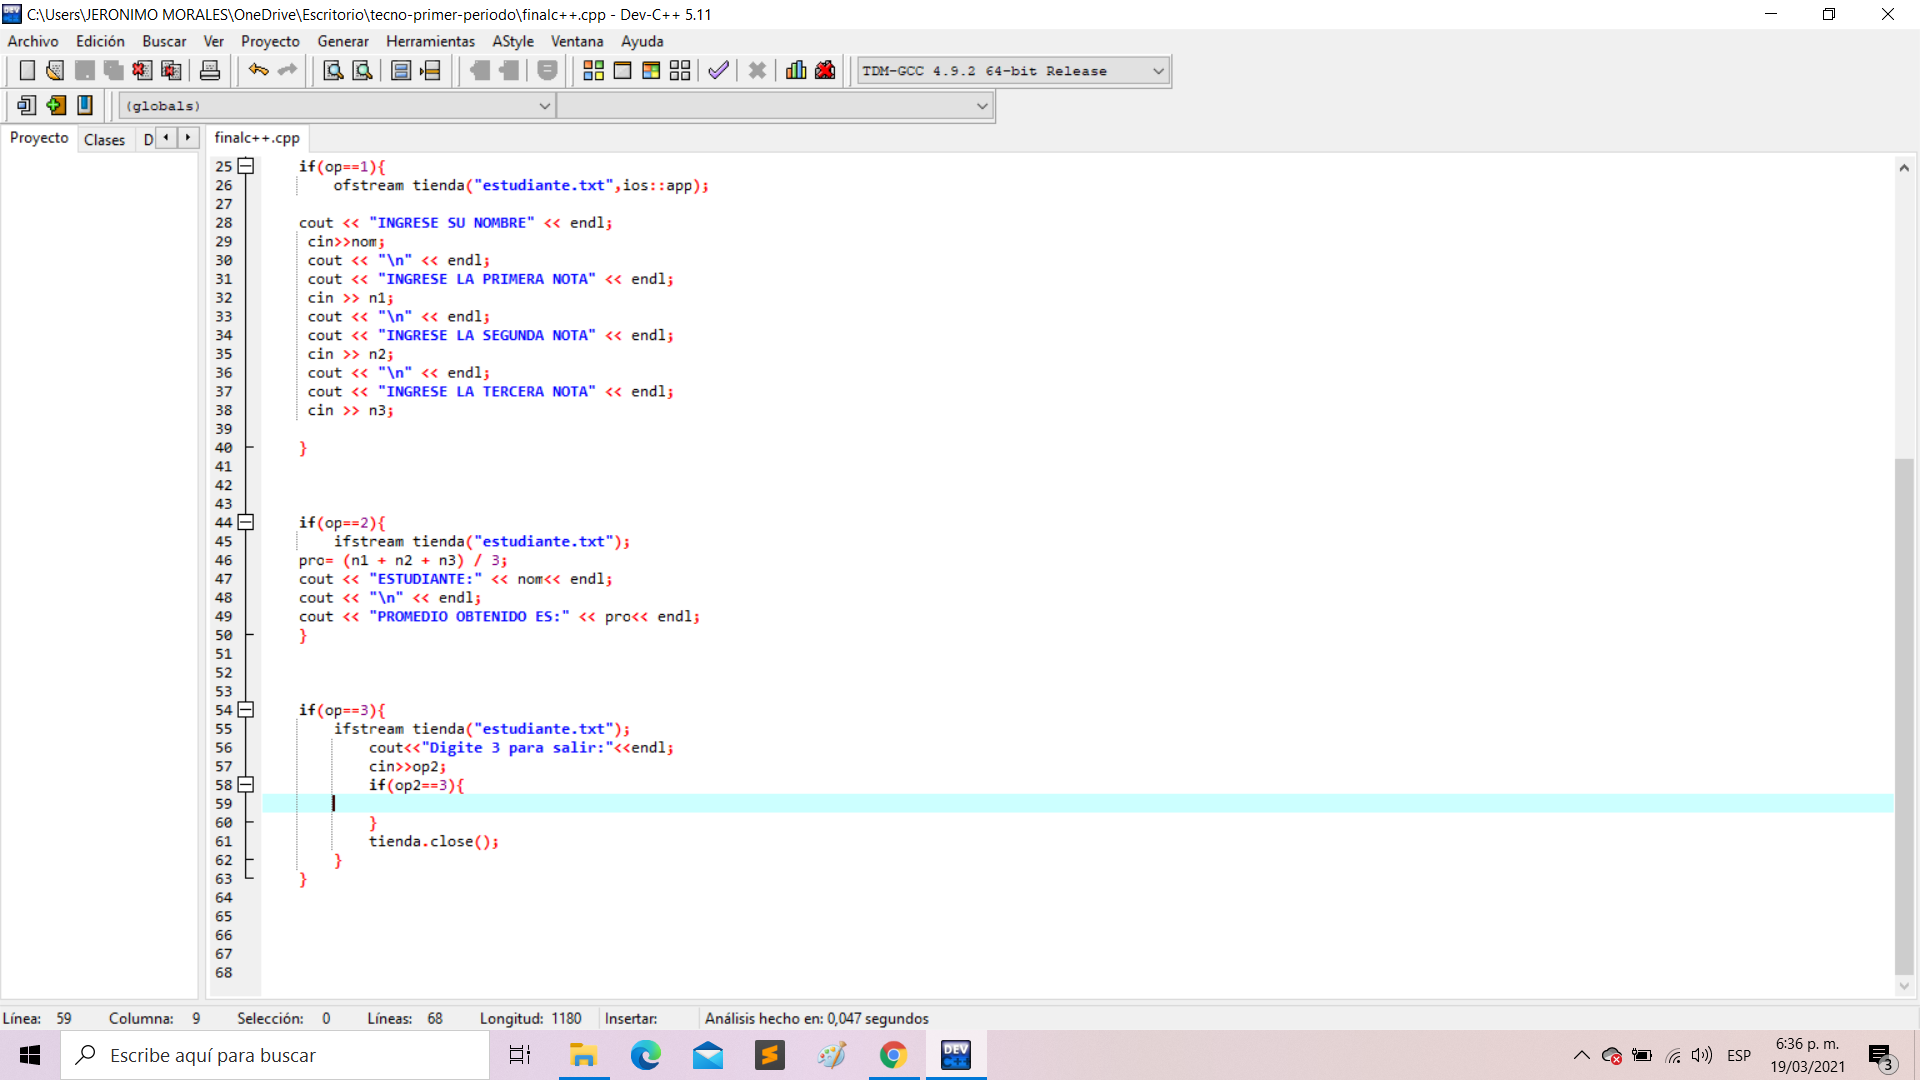 C:\Users\JERONIMO MORALES\OneDrive\Escritorio\tecno-primer-periodo\finalc++.cpp - Dev-C++ 5.11
Archivo Edición Buscar Ver Proyecto Generar Herramientas AStyle Ventana Ayuda
TDM-GCC 4.9.2 64-bit Release
(globals)
Proyecto Clases D finalc++.cpp
25 if(op==1){
26 ofstream tienda("estudiante.txt",ios::app);
27
28 cout << "INGRESE SU NOMBRE" << endl;
29 cin>>nom;
30 cout << "\n" << endl;
31 cout << "INGRESE LA PRIMERA NOTA" << endl;
32 cin >> n1;
33 cout << "\n" << endl;
34 cout << "INGRESE LA SEGUNDA NOTA" << endl;
35 cin >> n2;
36 cout << "\n" << endl;
37 cout << "INGRESE LA TERCERA NOTA" << endl;
38 cin >> n3;
39
40 }
41
42
43
44 if(op==2){
45 ifstream tienda("estudiante.txt");
46 pro= (n1 + n2 + n3) / 3;
47 cout << "ESTUDIANTE:" << nom<< endl;
48 cout << "\n" << endl;
49 cout << "PROMEDIO OBTENIDO ES:" << pro<< endl;
50 }
51
52
53
54 if(op==3){
55 ifstream tienda("estudiante.txt");
56 cout<<"Digite 3 para salir:"<<endl;
57 cin>>op2;
58 if(op2==3){
59
60 }
61 tienda.close();
62 }
63 }
64
65
66
67
68
Línea: 59 Columna: 9 Selección: 0 Líneas: 68 Longitud: 1180 Insertar: Análisis hecho en: 0,047 segundos
Escribe aquí para buscar
DEV C++
ESP
6:36 p. m.
19/03/2021
3